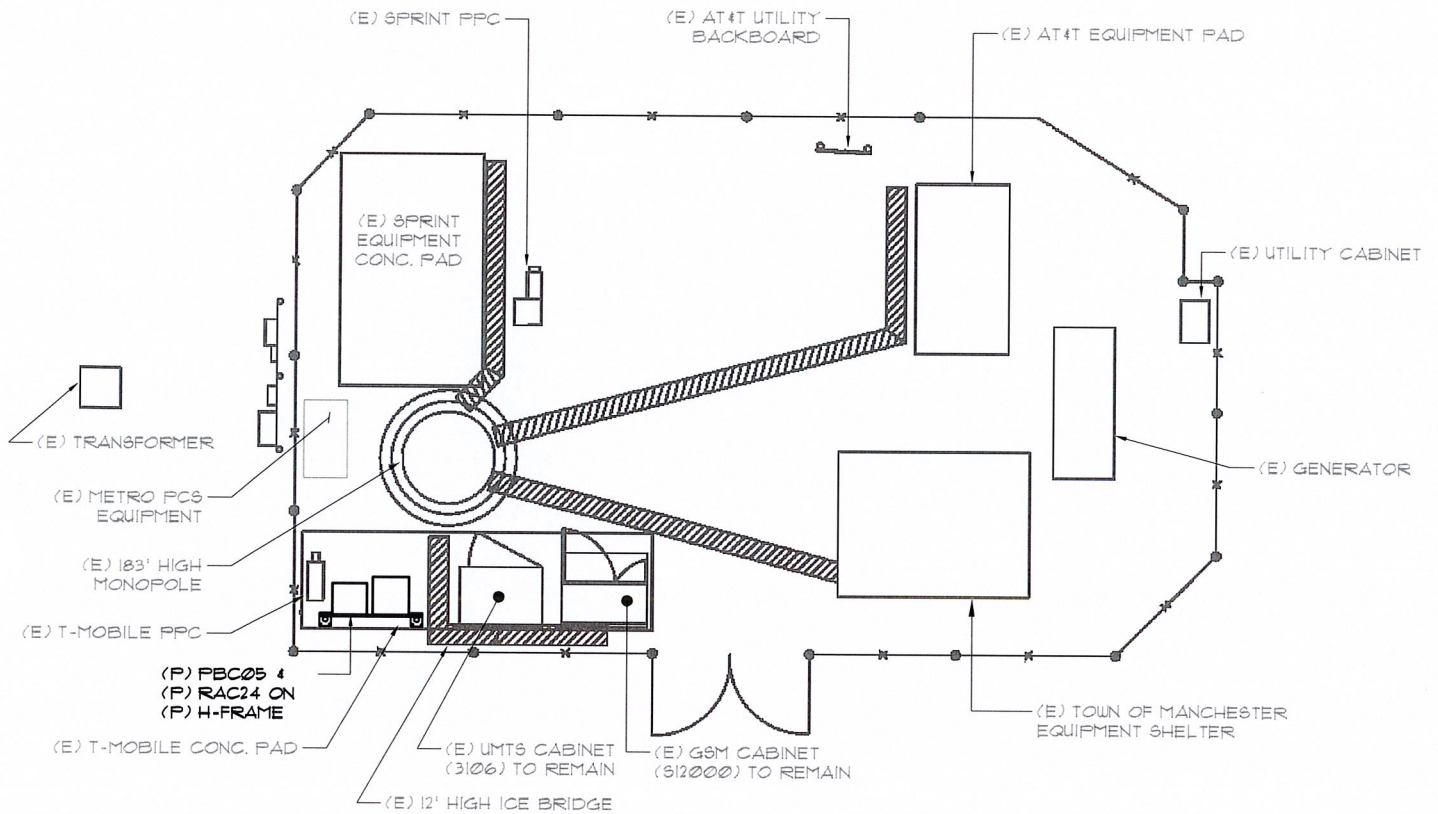 (E) SPRINT PPC
(E) AT&T UTILITY
BACKBOARD
(E) AT&T EQUIPMENT PAD
(E) SPRINT
EQUIPMENT
CONC. PAD
(E) UTILITY CABINET
(E) TRANSFORMER
(E) GENERATOR
(E) METRO PCS
EQUIPMENT
(E) 183' HIGH
MONOPOLE
(E) T-MOBILE PPC
(P) PBC05 &
(P) RAC24 ON
(P) H-FRAME
(E) T-MOBILE CONC. PAD
(E) UMTS CABINET
(3106) TO REMAIN
(E) GSM CABINET
(S12000) TO REMAIN
(E) TOWN OF MANCHESTER
EQUIPMENT SHELTER
(E) 12' HIGH ICE BRIDGE